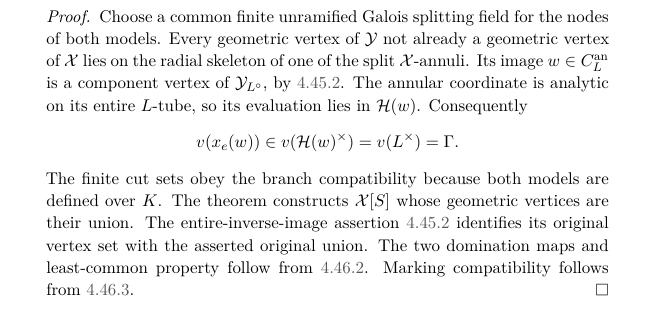 Proof. Choose a common finite unramified Galois splitting field for the nodes
of both models. Every geometric vertex of 𝒴 not already a geometric vertex
of 𝒳 lies on the radial skeleton of one of the split 𝒳-annuli. Its image w ∈ C_L^an
is a component vertex of 𝒴_{L°}, by 4.45.2. The annular coordinate is analytic
on its entire L-tube, so its evaluation lies in ℋ(w). Consequently
v(x_e(w)) ∈ v(ℋ(w)^×) = v(L^×) = Γ.
The finite cut sets obey the branch compatibility because both models are
defined over K. The theorem constructs 𝒳[S] whose geometric vertices are
their union. The entire-inverse-image assertion 4.45.2 identifies its original
vertex set with the asserted original union. The two domination maps and
least-common property follow from 4.46.2. Marking compatibility follows
from 4.46.3. □